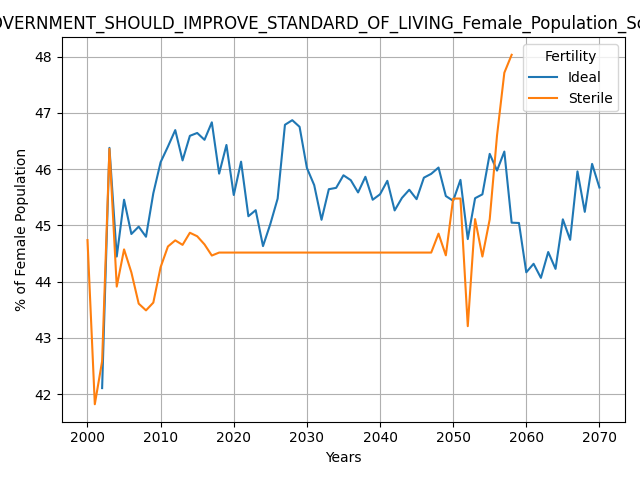 OVERNMENT_SHOULD_IMPROVE_STANDARD_OF_LIVING_Female_Population_So
48
47
46
45
44
43
42
% of Female Population
Fertility
Ideal
Sterile
2000 2010 2020 2030 2040 2050 2060 2070
Years